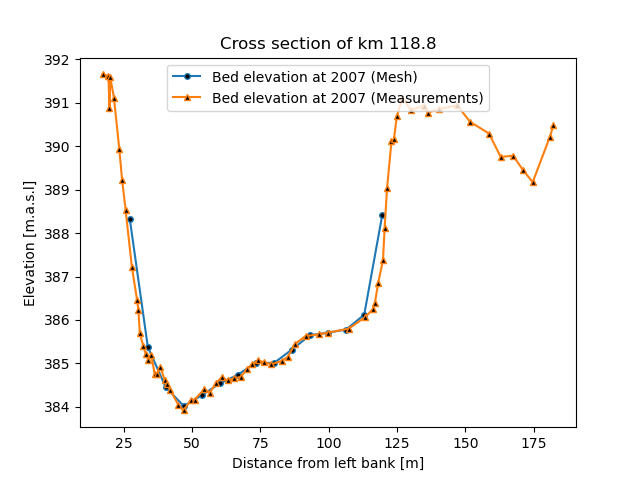 Cross section of km 118.8
Bed elevation at 2007 (Mesh)
Bed elevation at 2007 (Measurements)
392
391
390
389
388
387
386
385
384
Elevation [m.a.s.l]
25 50 75 100 125 150 175
Distance from left bank [m]